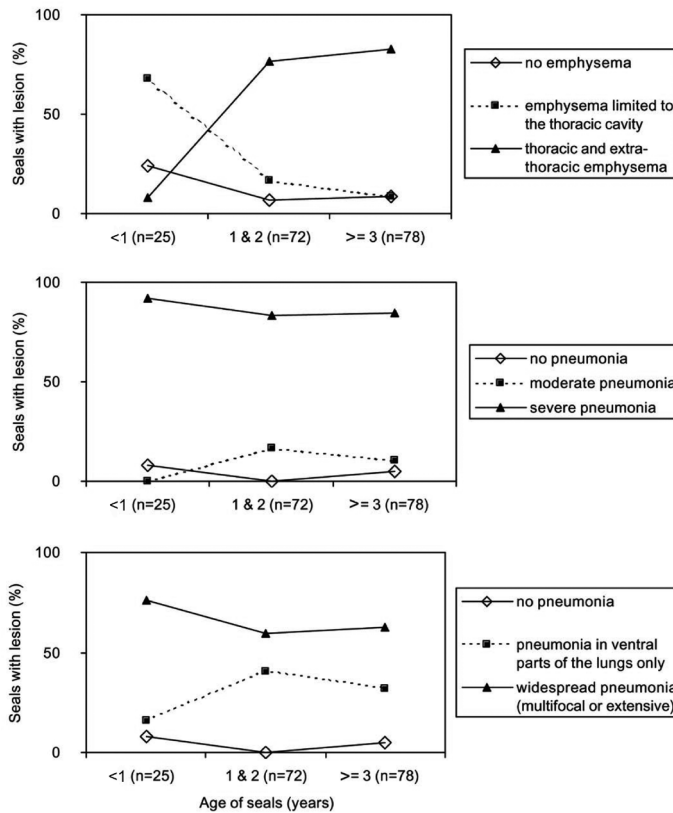 Seals with lesion (%)
100
50
0
<1 (n=25)
1 & 2 (n=72)
>= 3 (n=78)
no emphysema
emphysema limited to
the thoracic cavity
thoracic and extra-
thoracic emphysema
Seals with lesion (%)
100
50
0
<1 (n=25)
1 & 2 (n=72)
>= 3 (n=78)
no pneumonia
moderate pneumonia
severe pneumonia
Seals with lesion (%)
100
50
0
<1 (n=25)
1 & 2 (n=72)
>= 3 (n=78)
Age of seals (years)
no pneumonia
pneumonia in ventral
parts of the lungs only
widespread pneumonia
(multifocal or extensive)